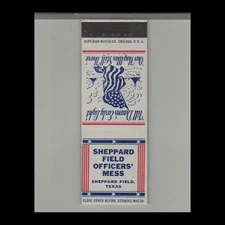 SUPERIOR MATCH CO., CHICAGO, U.S.A.
Our Flag Was Still There"
"Till Dawn's Early Light
SHEPPARD
FIELD
OFFICERS'
MESS
SHEPPARD FIELD,
TEXAS
CLOSE COVER BEFORE STRIKING MATCH